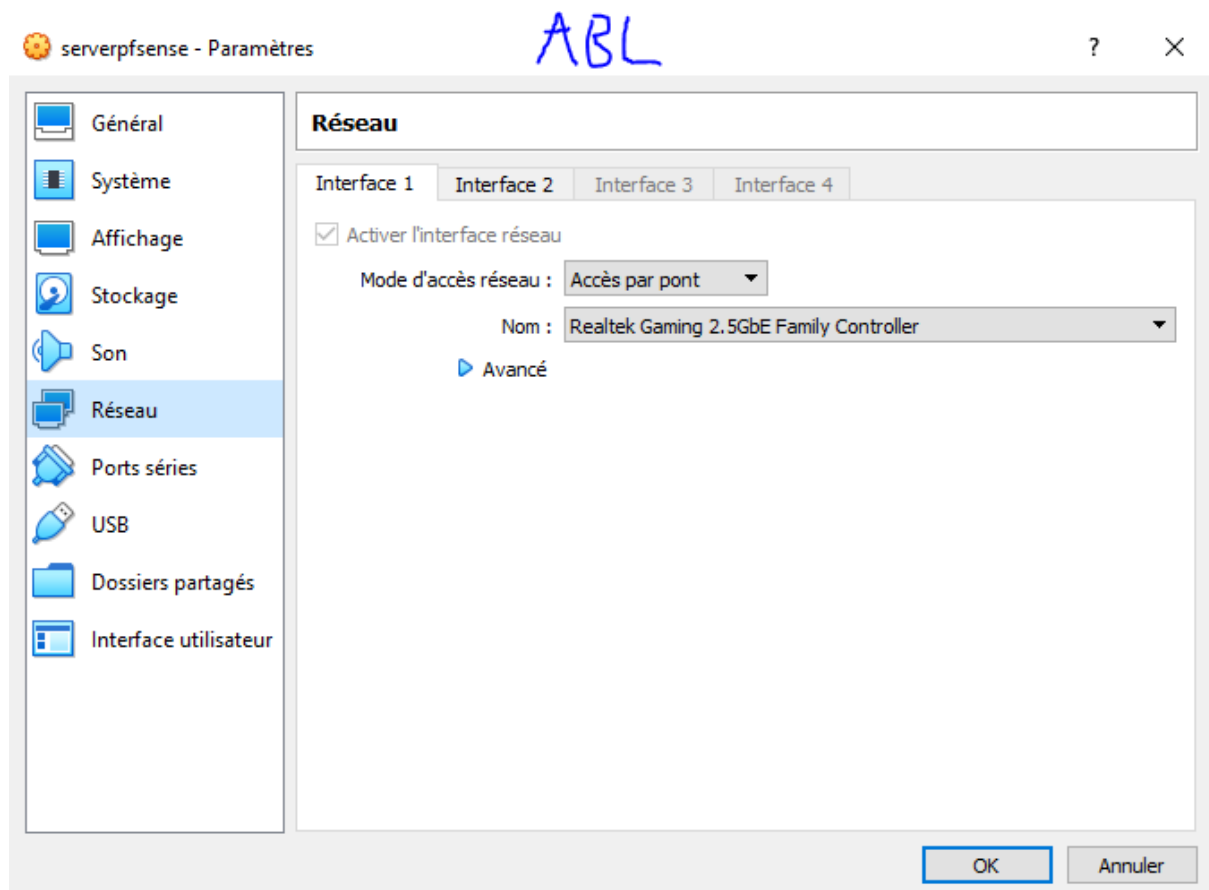 ABL
serverpfsense - Paramètres
?
Général
Système
Affichage
Stockage
Son
Réseau
Ports séries
USB
Dossiers partagés
Interface utilisateur
Réseau
Interface 1 Interface 2 Interface 3 Interface 4
Activer l'interface réseau
Mode d'accès réseau : Accès par pont
Nom : Realtek Gaming 2.5GbE Family Controller
Avancé
OK Annuler